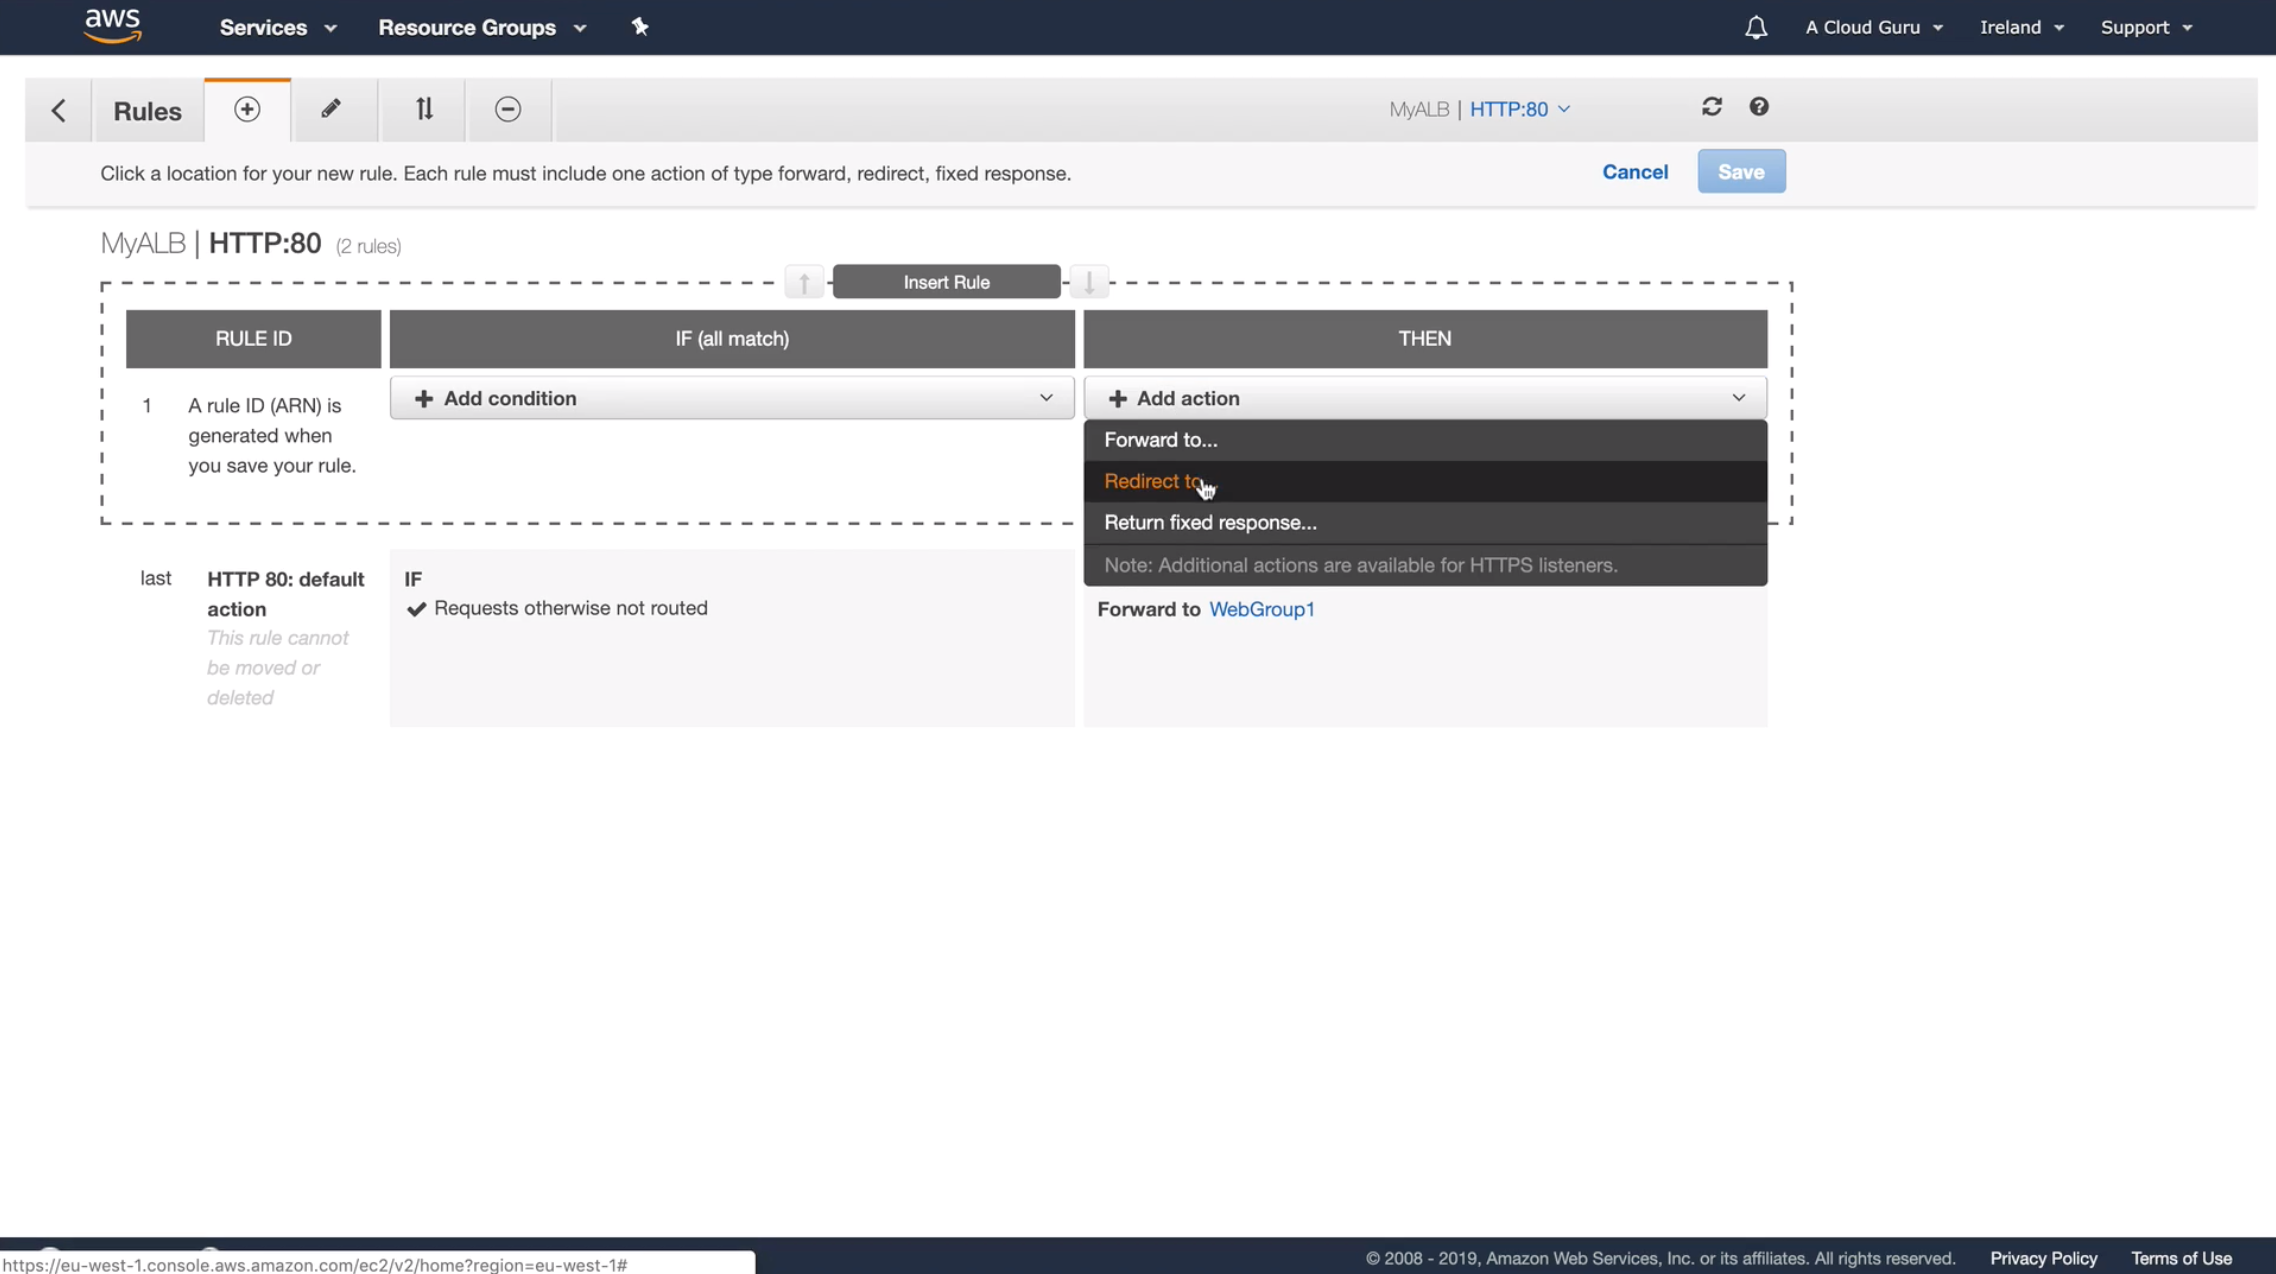 aws Services Resource Groups A Cloud Guru Ireland Support
Rules MyALB | HTTP:80
Click a location for your new rule. Each rule must include one action of type forward, redirect, fixed response. Cancel Save
MyALB | HTTP:80 (2 rules)
Insert Rule
RULE ID IF (all match) THEN
1 A rule ID (ARN) is generated when you save your rule.
Add condition
Add action
Forward to...
Redirect to
Return fixed response...
Note: Additional actions are available for HTTPS listeners.
last HTTP 80: default action
This rule cannot be moved or deleted
IF
Requests otherwise not routed
Forward to WebGroup1
https://eu-west-1.console.aws.amazon.com/ec2/v2/home?region=eu-west-1#
© 2008 - 2019, Amazon Web Services, Inc. or its affiliates. All rights reserved. Privacy Policy Terms of Use